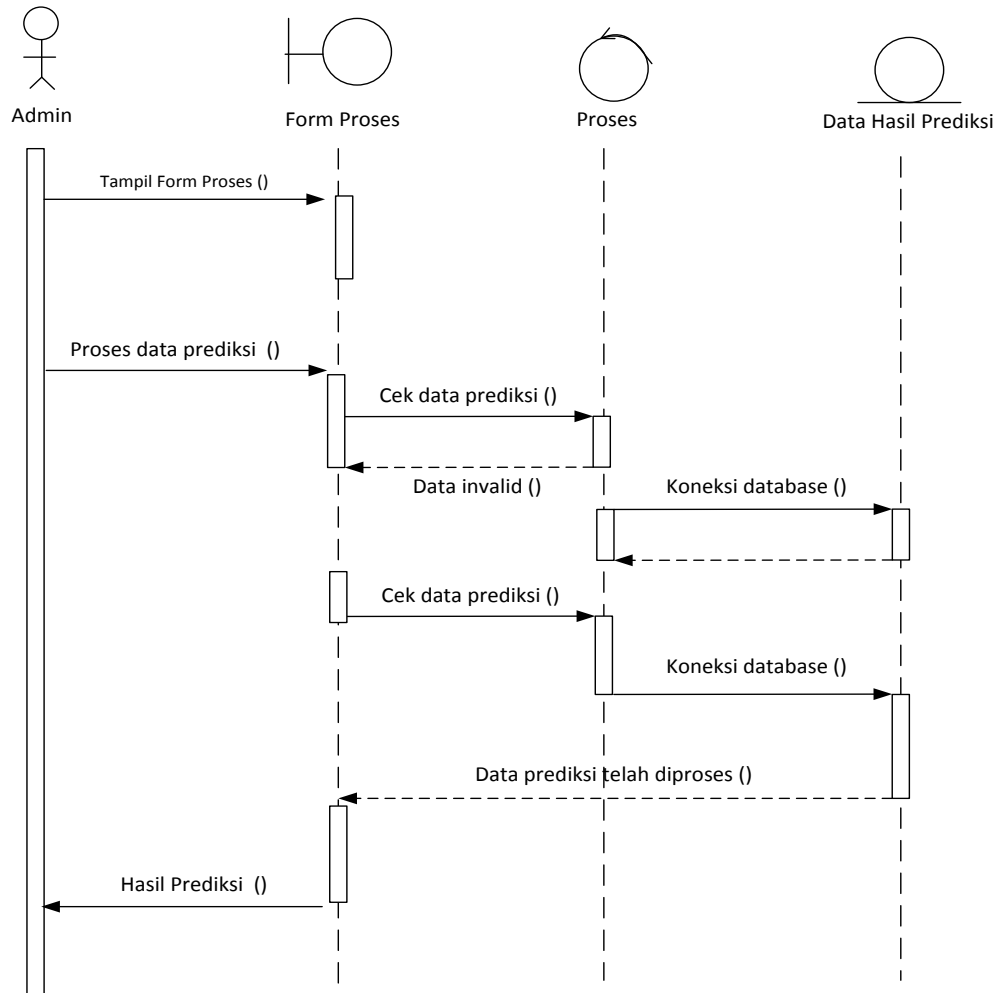 Admin
Form Proses
Proses
Data Hasil Prediksi
Tampil Form Proses ()
Proses data prediksi ()
Cek data prediksi ()
Data invalid ()
Koneksi database ()
Cek data prediksi ()
Koneksi database ()
Data prediksi telah diproses ()
Hasil Prediksi ()